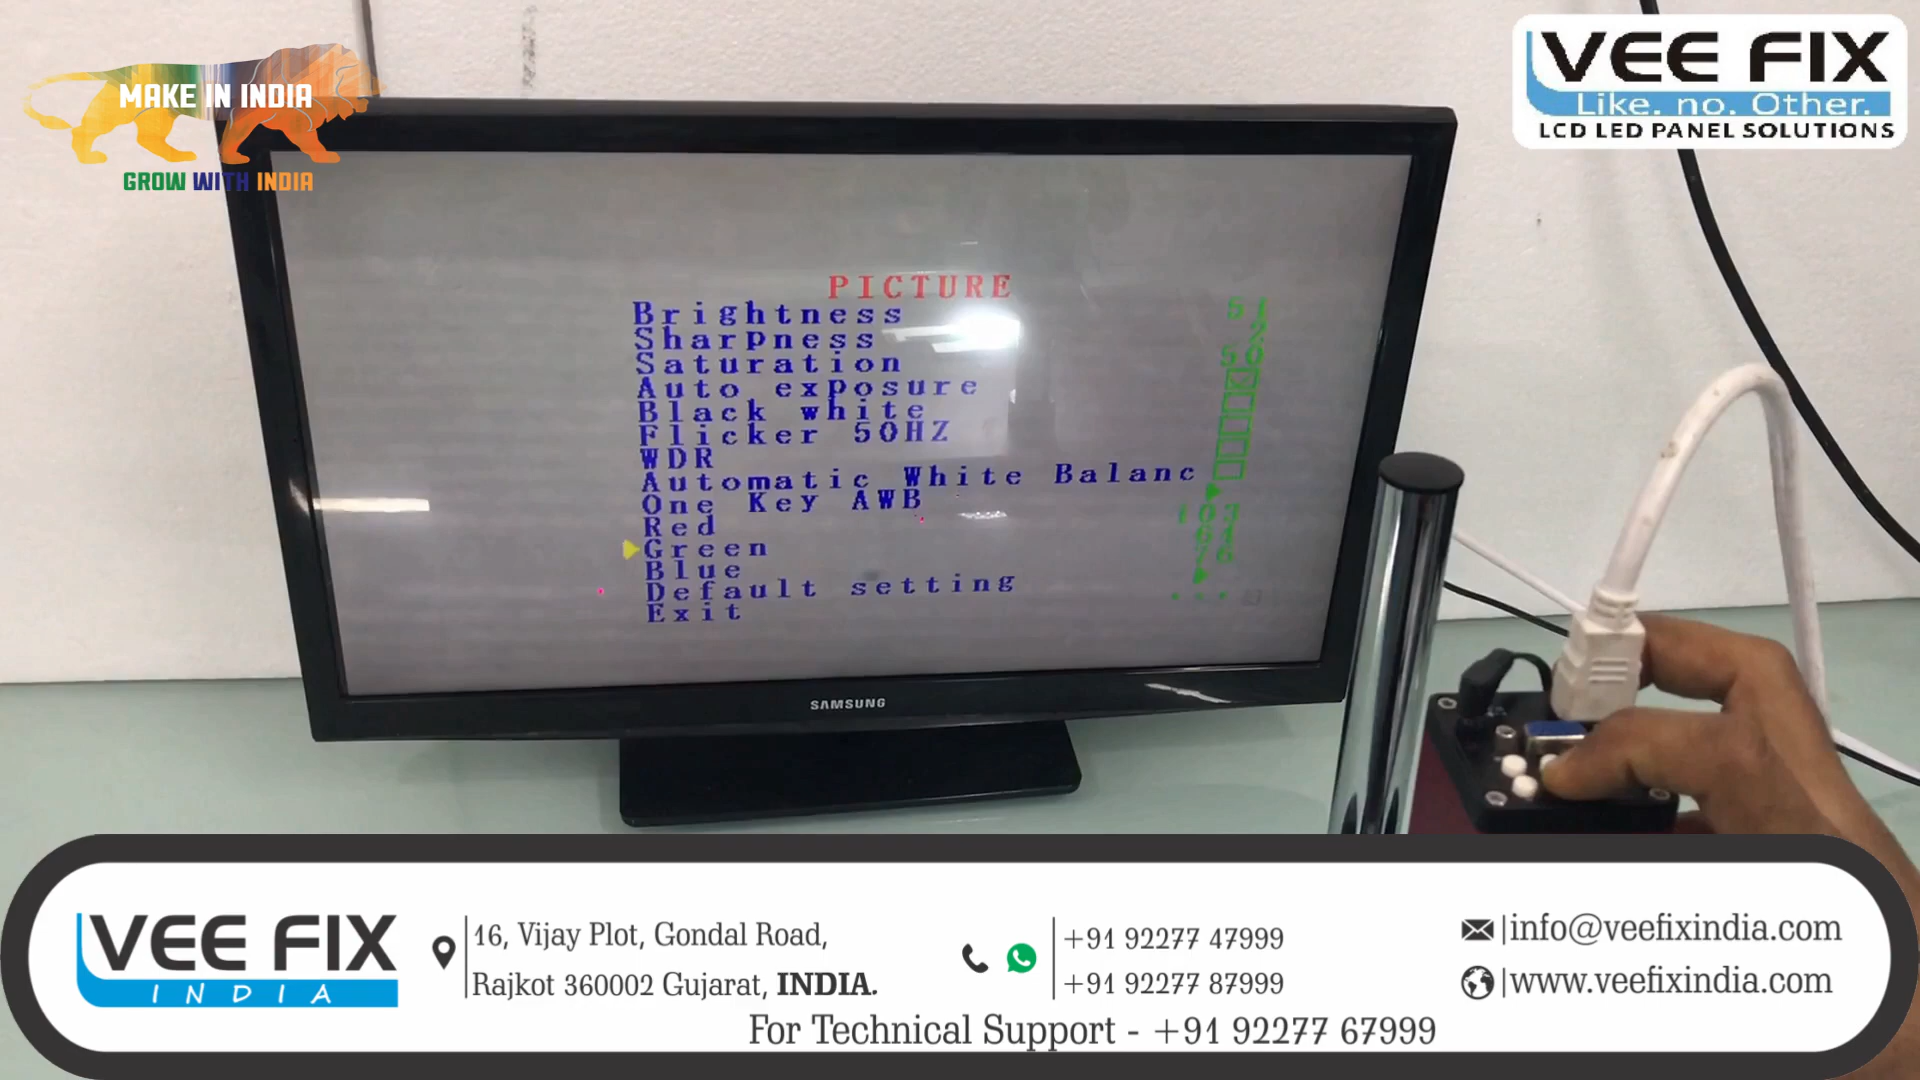 MAKE IN INDIA
GROW WITH INDIA
VEE FIX
Like. no. Other.
LCD LED PANEL SOLUTIONS
PICTURE
Brightness
Sharpness
Saturation
Auto exposure
Black white
Flicker 50HZ
WDR
Automatic White Balanc
One Key AWB
Red
Green
Blue
Default setting
Exit
SAMSUNG
VEE FIX
INDIA
16, Vijay Plot, Gondal Road,
Rajkot 360002 Gujarat, INDIA.
+91 92277 47999
+91 92277 87999
info@veefixindia.com
www.veefixindia.com
For Technical Support - +91 92277 67999